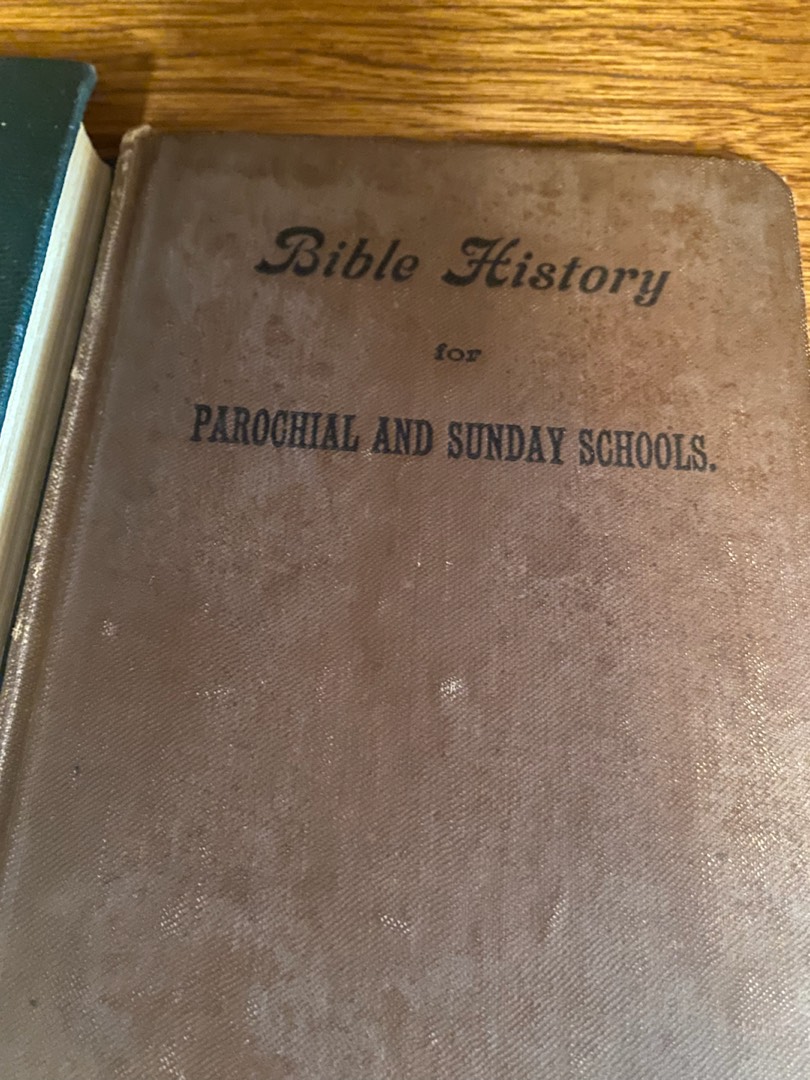 Bible History
for
PAROCHIAL AND SUNDAY SCHOOLS.